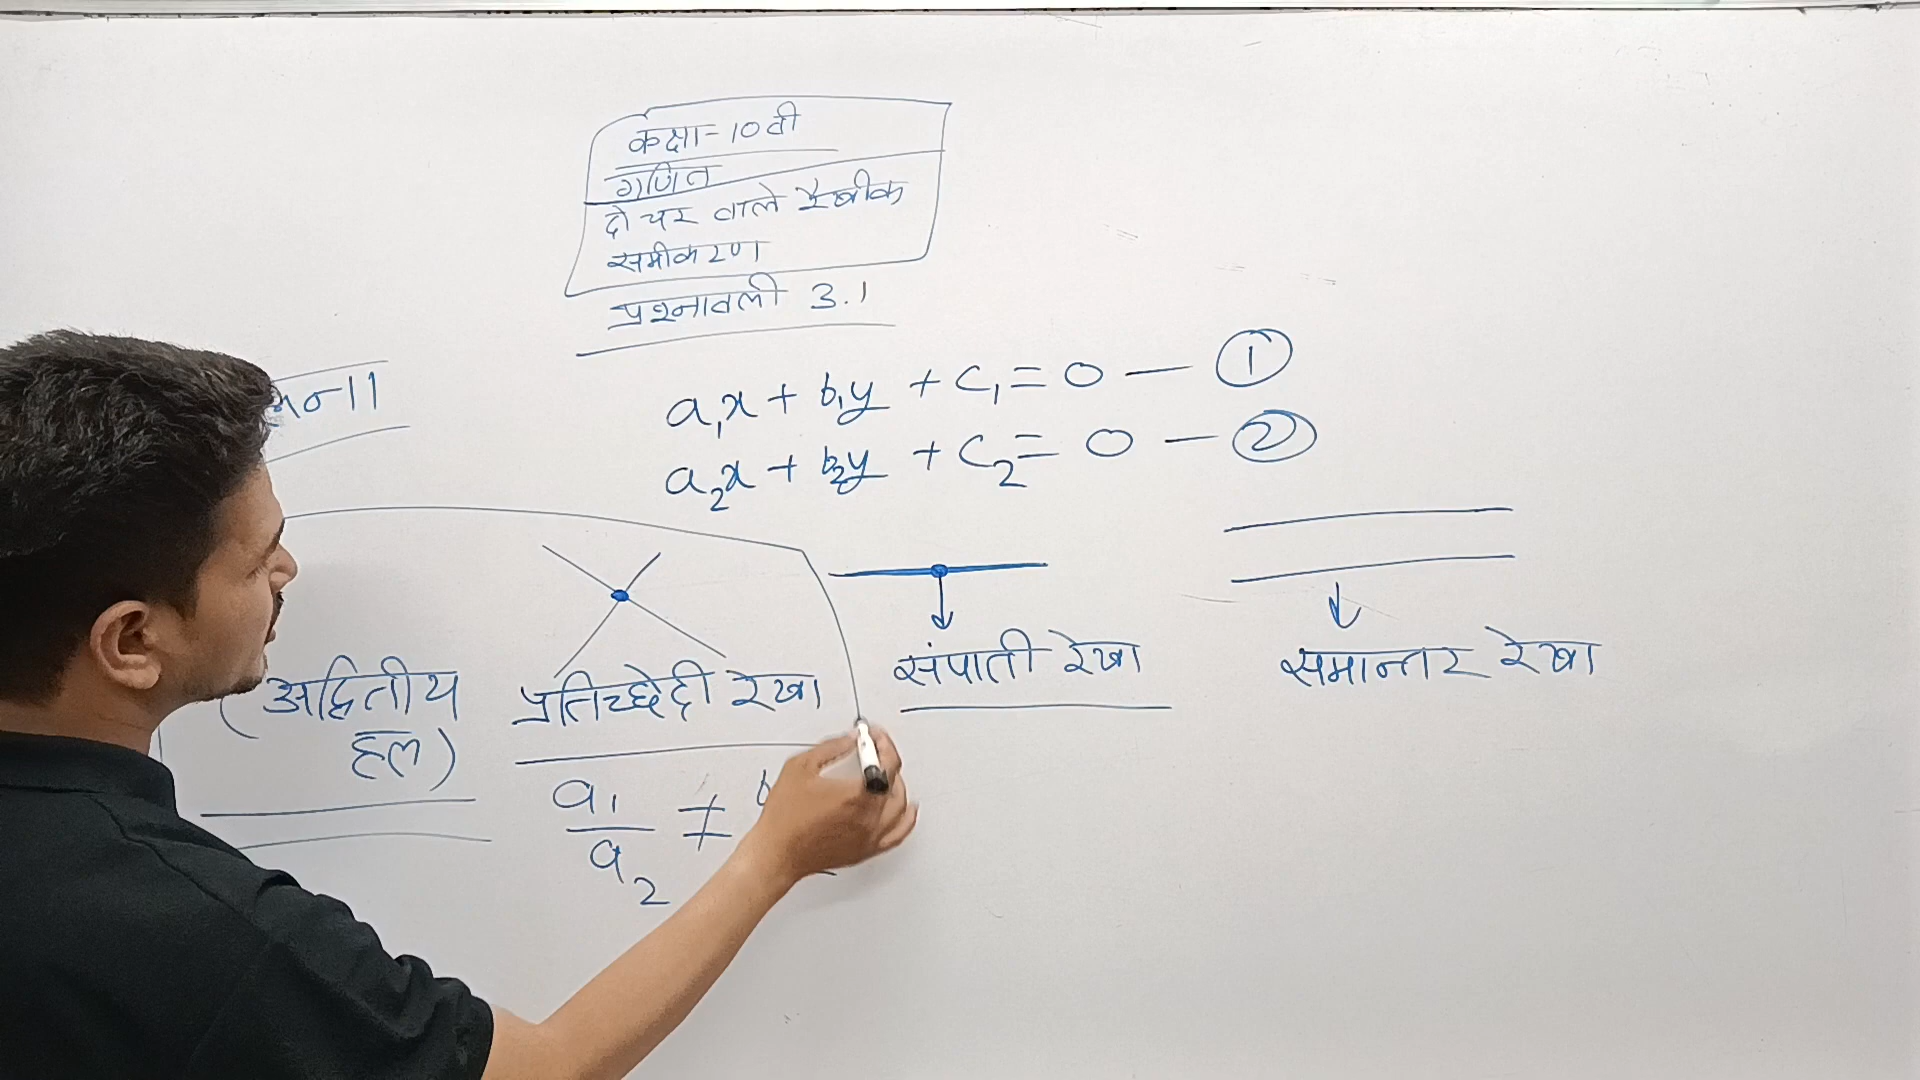 कक्षा-10वी
गणित
दो चर वाले रैखीक
समीकरण
प्रश्नावली 3.1
a₁x + b₁y + c₁ = 0 — ①
a₂x + b₂y + c₂ = 0 — ②
(अद्वितीय
हल)
प्रतिच्छेदी रेखा
संपाती रेखा
समान्तर रेखा
a₁/a₂ ≠